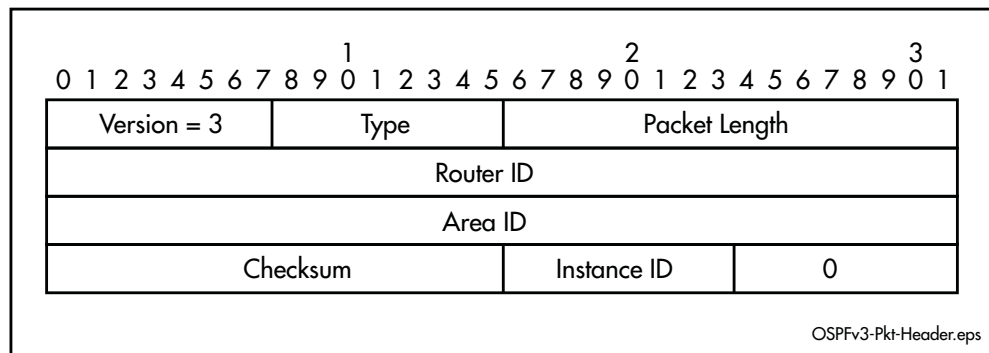 1 2 3
0 1 2 3 4 5 6 7 8 9 0 1 2 3 4 5 6 7 8 9 0 1 2 3 4 5 6 7 8 9 0 1
Version = 3 Type Packet Length
Router ID
Area ID
Checksum Instance ID 0
OSPFv3-Pkt-Header.eps